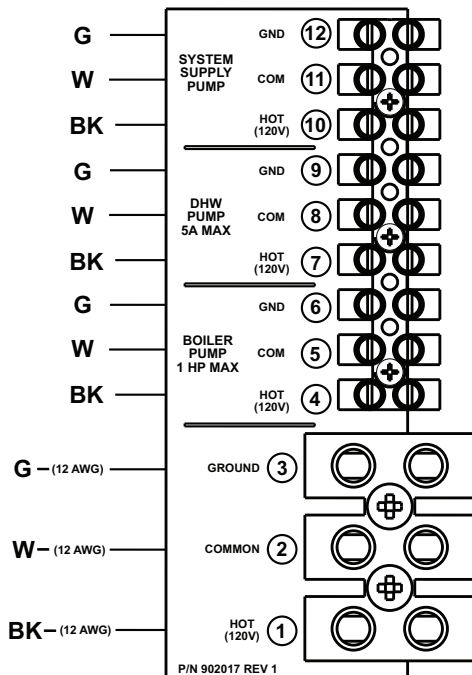 G GND 12
SYSTEM
SUPPLY
PUMP
W COM 11
BK HOT
(120V) 10
G GND 9
DHW
PUMP
5A MAX
W COM 8
BK HOT
(120V) 7
G GND 6
BOILER
PUMP
1 HP MAX
W COM 5
BK HOT
(120V) 4
G – (12 AWG) GROUND 3
W – (12 AWG) COMMON 2
BK – (12 AWG) HOT
(120V) 1
P/N 902017 REV 1